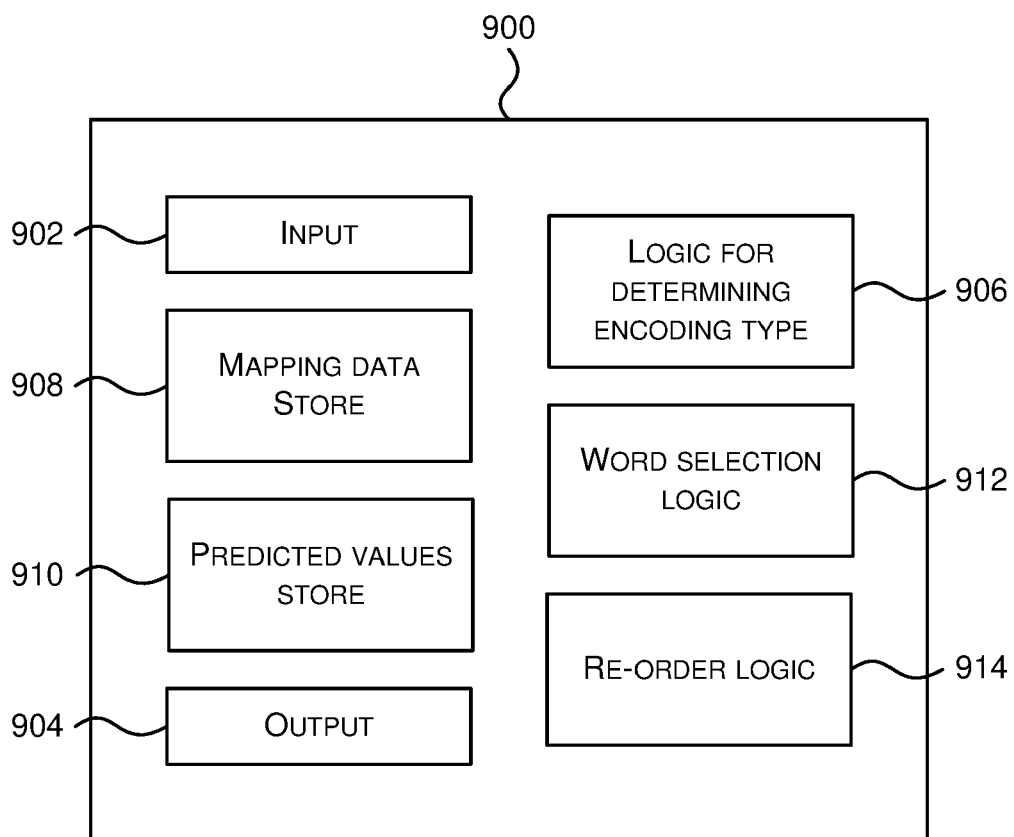 900
902
INPUT
LOGIC FOR
DETERMINING
ENCODING TYPE
906
908
MAPPING DATA
STORE
WORD SELECTION
LOGIC
912
910
PREDICTED VALUES
STORE
RE-ORDER LOGIC
914
904
OUTPUT